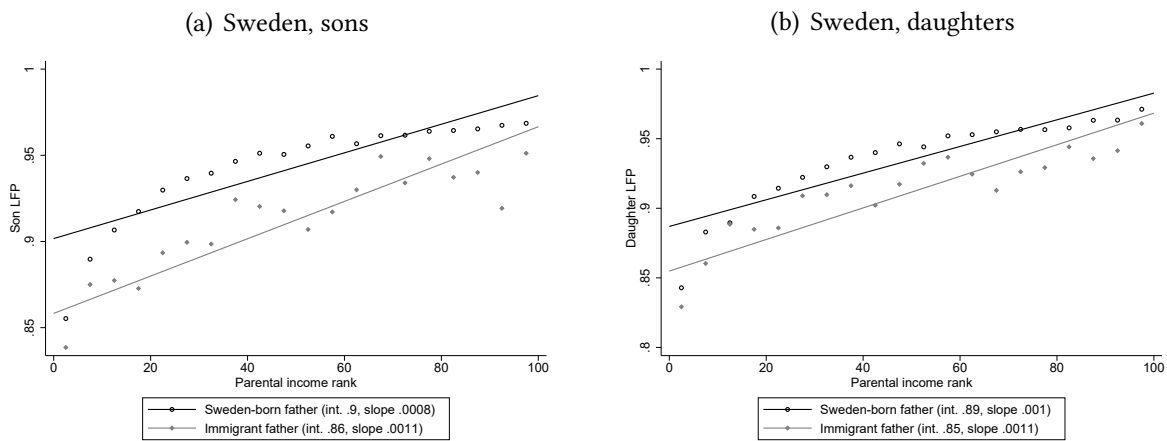 (a) Sweden, sons
1
.95
.9
.85
Son LFP
0 20 40 60 80 100
Parental income rank
Sweden-born father (int. .9, slope .0008)
Immigrant father (int. .86, slope .0011)
(b) Sweden, daughters
1
.95
.9
.85
.8
Daughter LFP
0 20 40 60 80 100
Parental income rank
Sweden-born father (int. .89, slope .001)
Immigrant father (int. .85, slope .0011)